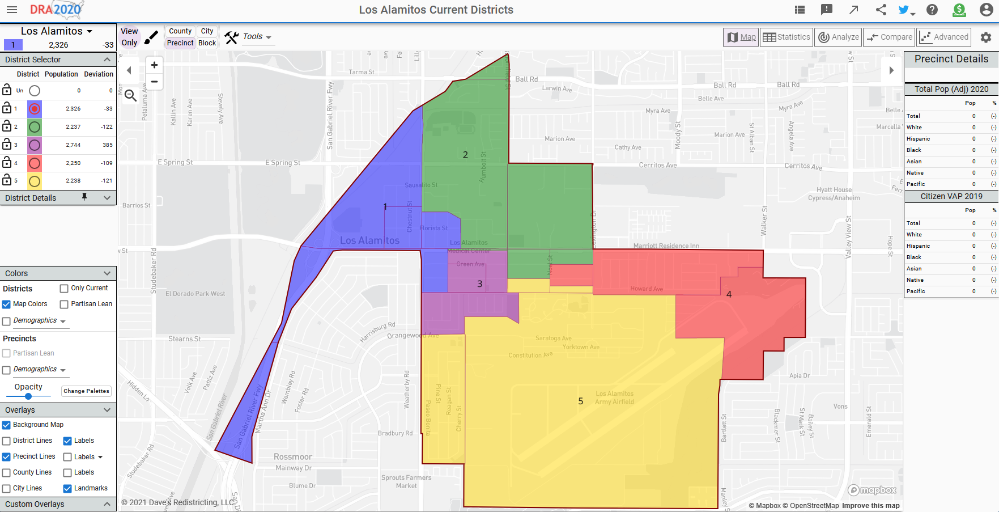 DRA2020
Los Alamitos Current Districts
Los Alamitos
1 2,326 -33
View Only
County City
Precinct Block
Tools
Map
Statistics
Analyze
Compare
Advanced
District Selector
District Population Deviation
Un 0 0
1 2,326 -33
2 2,237 -122
3 2,744 385
4 2,250 -109
5 2,238 -121
District Details
Colors
Districts
Only Current
Map Colors
Partisan Lean
Demographics
Precincts
Partisan Lean
Demographics
Opacity
Change Palettes
Overlays
Background Map
District Lines
Labels
Precinct Lines
Labels
County Lines
Labels
City Lines
Landmarks
Custom Overlays
Precinct Details
Total Pop (Adj) 2020
Pop %
Total 0 (-)
White 0 (-)
Hispanic 0 (-)
Black 0 (-)
Asian 0 (-)
Native 0 (-)
Pacific 0 (-)
Citizen VAP 2019
Pop %
Total 0 (-)
White 0 (-)
Hispanic 0 (-)
Black 0 (-)
Asian 0 (-)
Native 0 (-)
Pacific 0 (-)
Tarma St
Ball Rd
Larwin Ave
Ball Rd
Ball Rd
Belle Ave
Myra Ave
Myra Ave
Belle
Petaluma Ave
Kallin Ave
Karen Ave
Stevely Ave
San Gabriel River Fwy
Marion Ave
Marion Ave
Moody St
St Alban St
Angela Ave
Marcella
Cathy Ave
Cerritos Ave
Cerritos Ave
E Spring St
E Spring St
2
Humbolt St
Sausalito St
Hyatt House
Cypress/Anaheim
Barrios St
1
Chestnut St
Florista St
Los Alamitos
Los Alamitos
Medical Center
Lexington Dr
Walker St
Valley View St
Hope St
Marriott Residence Inn
v St
Studebaker Rd
Green Ave
Noel St
3
El Dorado Park West
Howard Ave
4
Harrisburg Rd
Orangewood Ave
Stearns St
Saratoga Ave
Yorktown Ave
Constitution Ave
Volk Ave
Pattiz Ave
Hidden Ln
Wembley Rd
Foster Rd
Weatherby Rd
Pine St
Reagan St
Paseo Bonita
Cherry St
Apia Dr
Los Alamitos
Army Airfield
5
Vons
San Gabriel River
San Gabriel River Fwy
Martha Ann Dr
Bradbury Rd
Bartlett St
Blackmer St
St Mark St
Bailey St
Emerald St
Studebaker Rd
Rossmoor
Mainway Dr
Blume Dr
Sprouts Farmers
Market
San Di
Manley S
mapbox
© 2021 Dave's Redistricting, LLC.
© Mapbox © OpenStreetMap Improve this map